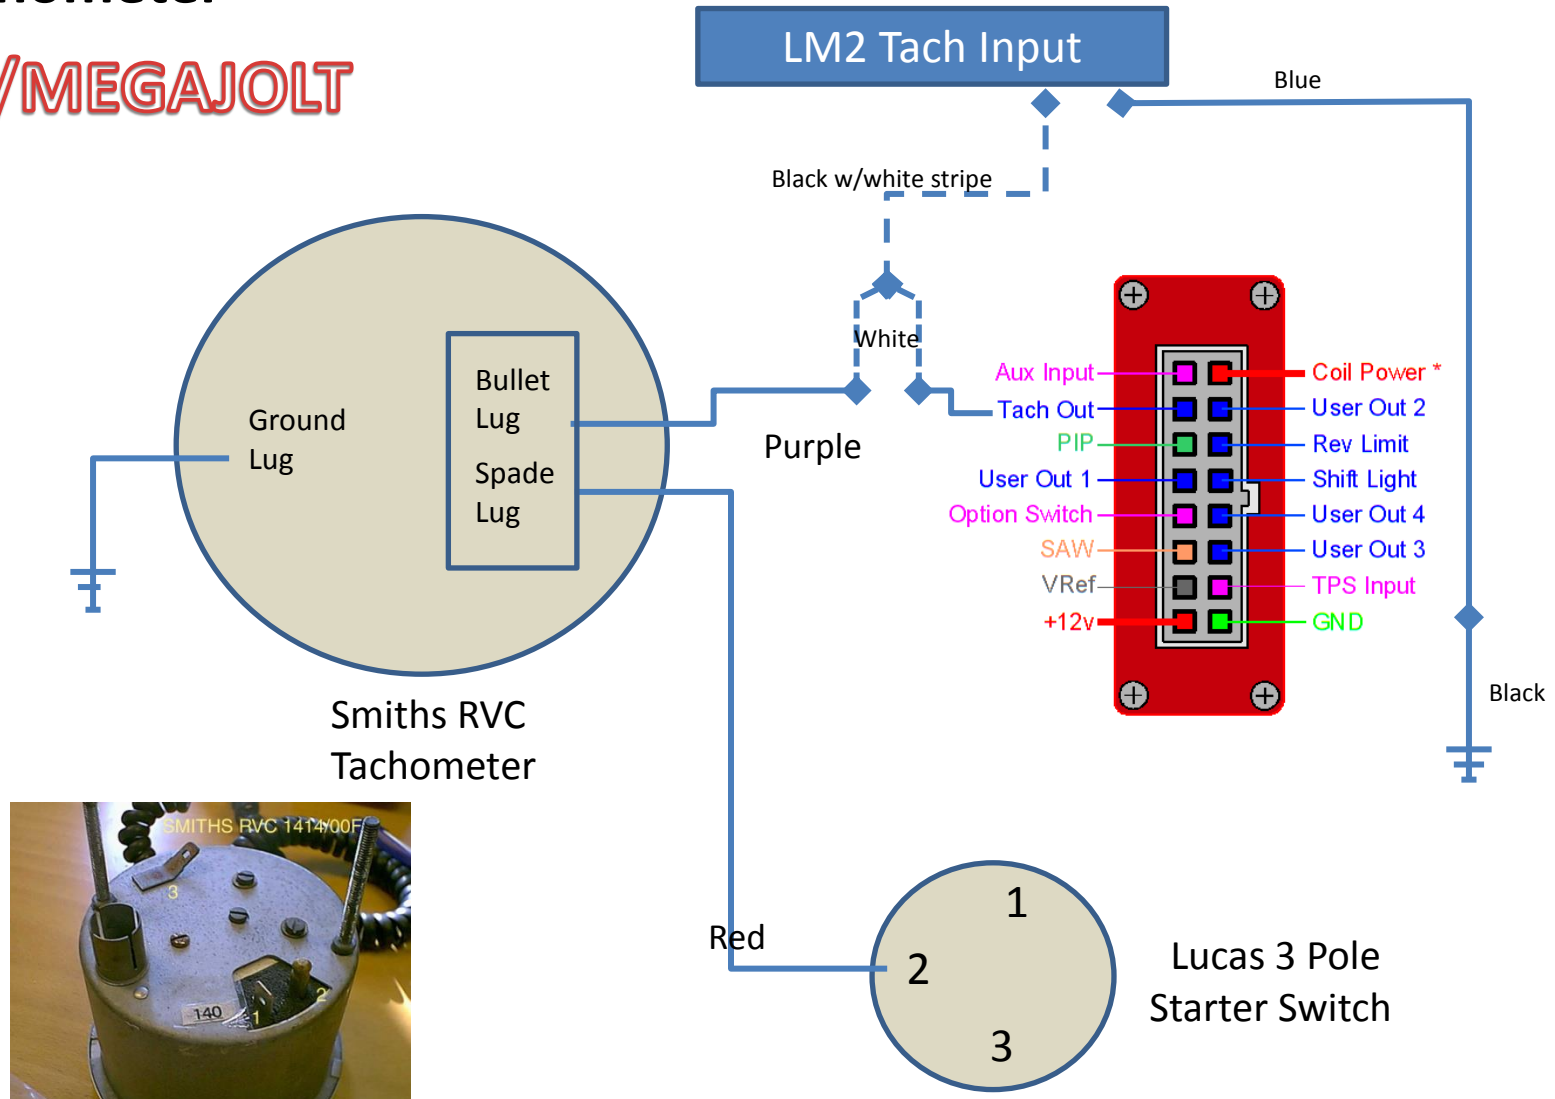 /MEGAJOLT
LM2 Tach Input
Blue
Black w/white stripe
White
Bullet
Lug
Spade
Lug
Ground
Lug
Purple
Aux Input
Tach Out
PIP
User Out 1
Option Switch
SAW
VRef
+12v
Coil Power *
User Out 2
Rev Limit
Shift Light
User Out 4
User Out 3
TPS Input
GND
Black
Smiths RVC
Tachometer
SMITHS RVC 1414/00F
3
2
140
1
Red
1
2
3
Lucas 3 Pole
Starter Switch